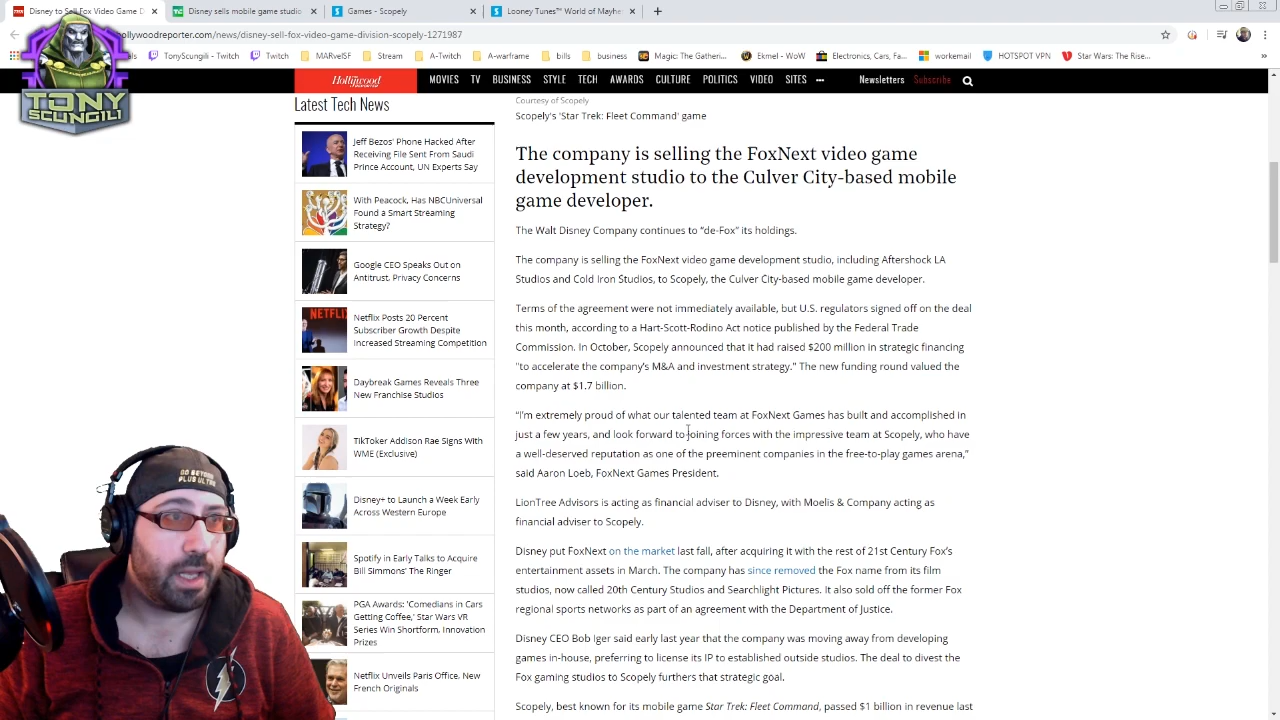 Disney to Sell Fox Video Game D
Disney sells mobile game studio
Games - Scopely
Looney Tunes™ World of Mayhe
ollywoodreporter.com/news/disney-sell-fox-video-game-division-scopely-1271987
TonyScungili - Twitch
Twitch
MARvelSF
Stream
A-Twitch
A-warframe
bills
business
Magic: The Gatheri...
Ekmel - WoW
Electronics, Cars, Fa...
workemail
HOTSPOT VPN
Star Wars: The Rise...
TONY
SCUNGILI
Hollywood
REPORTER
MOVIES
TV
BUSINESS
STYLE
TECH
AWARDS
CULTURE
POLITICS
VIDEO
SITES
Newsletters
Subscribe
Latest Tech News
Jeff Bezos' Phone Hacked After
Receiving File Sent From Saudi
Prince Account, UN Experts Say
With Peacock, Has NBCUniversal
Found a Smart Streaming
Strategy?
Google CEO Speaks Out on
Antitrust, Privacy Concerns
NETFLIX
Netflix Posts 20 Percent
Subscriber Growth Despite
Increased Streaming Competition
Daybreak Games Reveals Three
New Franchise Studios
TikToker Addison Rae Signs With
WME (Exclusive)
Disney+ to Launch a Week Early
Across Western Europe
Spotify in Early Talks to Acquire
Bill Simmons' The Ringer
PGA Awards: 'Comedians in Cars
Getting Coffee,' Star Wars VR
Series Win Shortform, Innovation
Prizes
Netflix Unveils Paris Office, New
French Originals
Courtesy of Scopely
Scopely's 'Star Trek: Fleet Command' game
The company is selling the FoxNext video game
development studio to the Culver City-based mobile
game developer.
The Walt Disney Company continues to "de-Fox" its holdings.
The company is selling the FoxNext video game development studio, including Aftershock LA
Studios and Cold Iron Studios, to Scopely, the Culver City-based mobile game developer.
Terms of the agreement were not immediately available, but U.S. regulators signed off on the deal
this month, according to a Hart-Scott-Rodino Act notice published by the Federal Trade
Commission. In October, Scopely announced that it had raised $200 million in strategic financing
"to accelerate the company's M&A and investment strategy." The new funding round valued the
company at $1.7 billion.
"I'm extremely proud of what our talented team at FoxNext Games has built and accomplished in
just a few years, and look forward to joining forces with the impressive team at Scopely, who have
a well-deserved reputation as one of the preeminent companies in the free-to-play games arena,"
said Aaron Loeb, FoxNext Games President.
LionTree Advisors is acting as financial adviser to Disney, with Moelis & Company acting as
financial adviser to Scopely.
Disney put FoxNext on the market last fall, after acquiring it with the rest of 21st Century Fox's
entertainment assets in March. The company has since removed the Fox name from its film
studios, now called 20th Century Studios and Searchlight Pictures. It also sold off the former Fox
regional sports networks as part of an agreement with the Department of Justice.
Disney CEO Bob Iger said early last year that the company was moving away from developing
games in-house, preferring to license its IP to established outside studios. The deal to divest the
Fox gaming studios to Scopely furthers that strategic goal.
Scopely, best known for its mobile game Star Trek: Fleet Command, passed $1 billion in revenue last
GO BEYOND
PLUS ULTRA